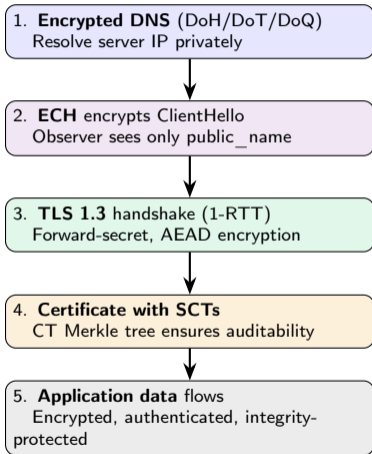 1. Encrypted DNS (DoH/DoT/DoQ)
Resolve server IP privately
2. ECH encrypts ClientHello
Observer sees only public_name
3. TLS 1.3 handshake (1-RTT)
Forward-secret, AEAD encryption
4. Certificate with SCTs
CT Merkle tree ensures auditability
5. Application data flows
Encrypted, authenticated, integrity-
protected